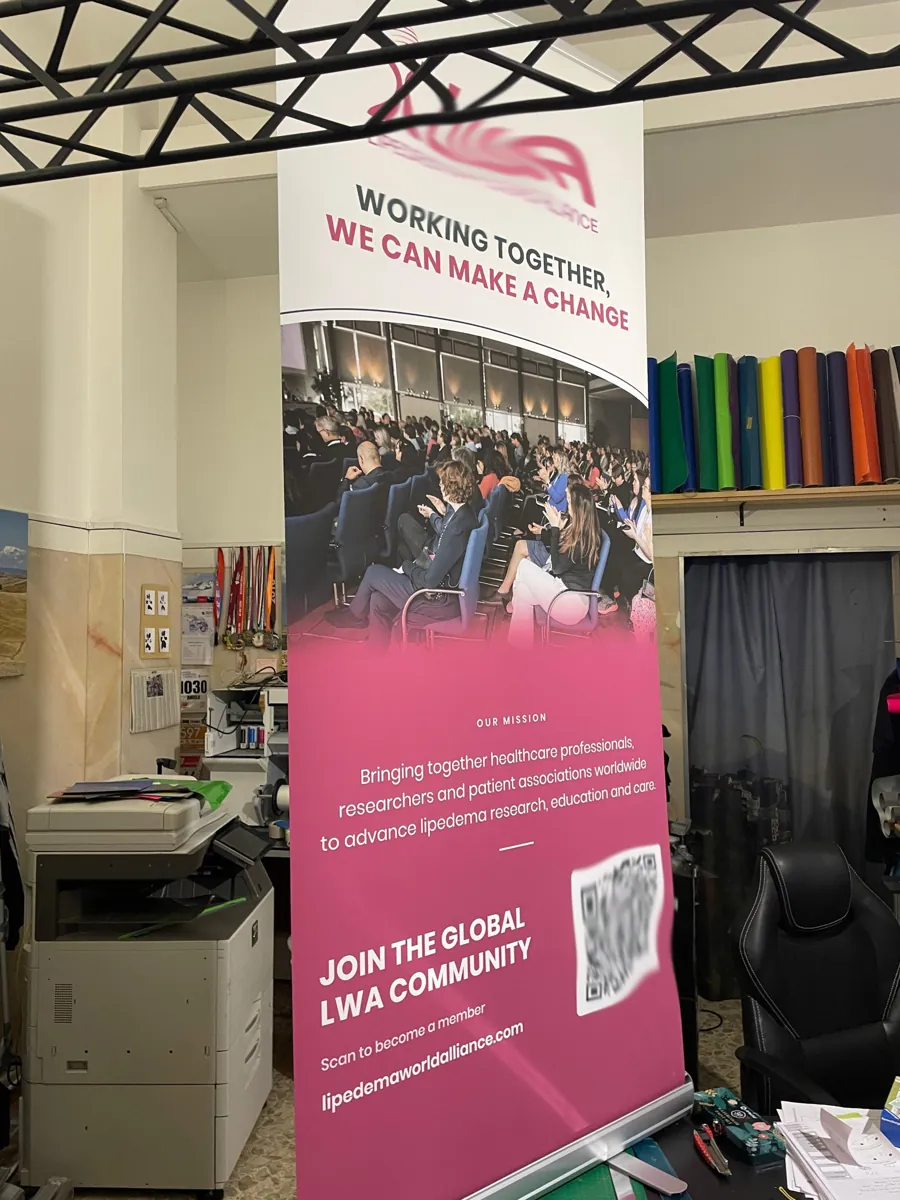 WORKING TOGETHER,
WE CAN MAKE A CHANGE
OUR MISSION
Bringing together healthcare professionals,
researchers and patient associations worldwide
to advance lipedema research, education and care.
JOIN THE GLOBAL
LWA COMMUNITY
Scan to become a member
lipedemaworldalliance.com
1030
597